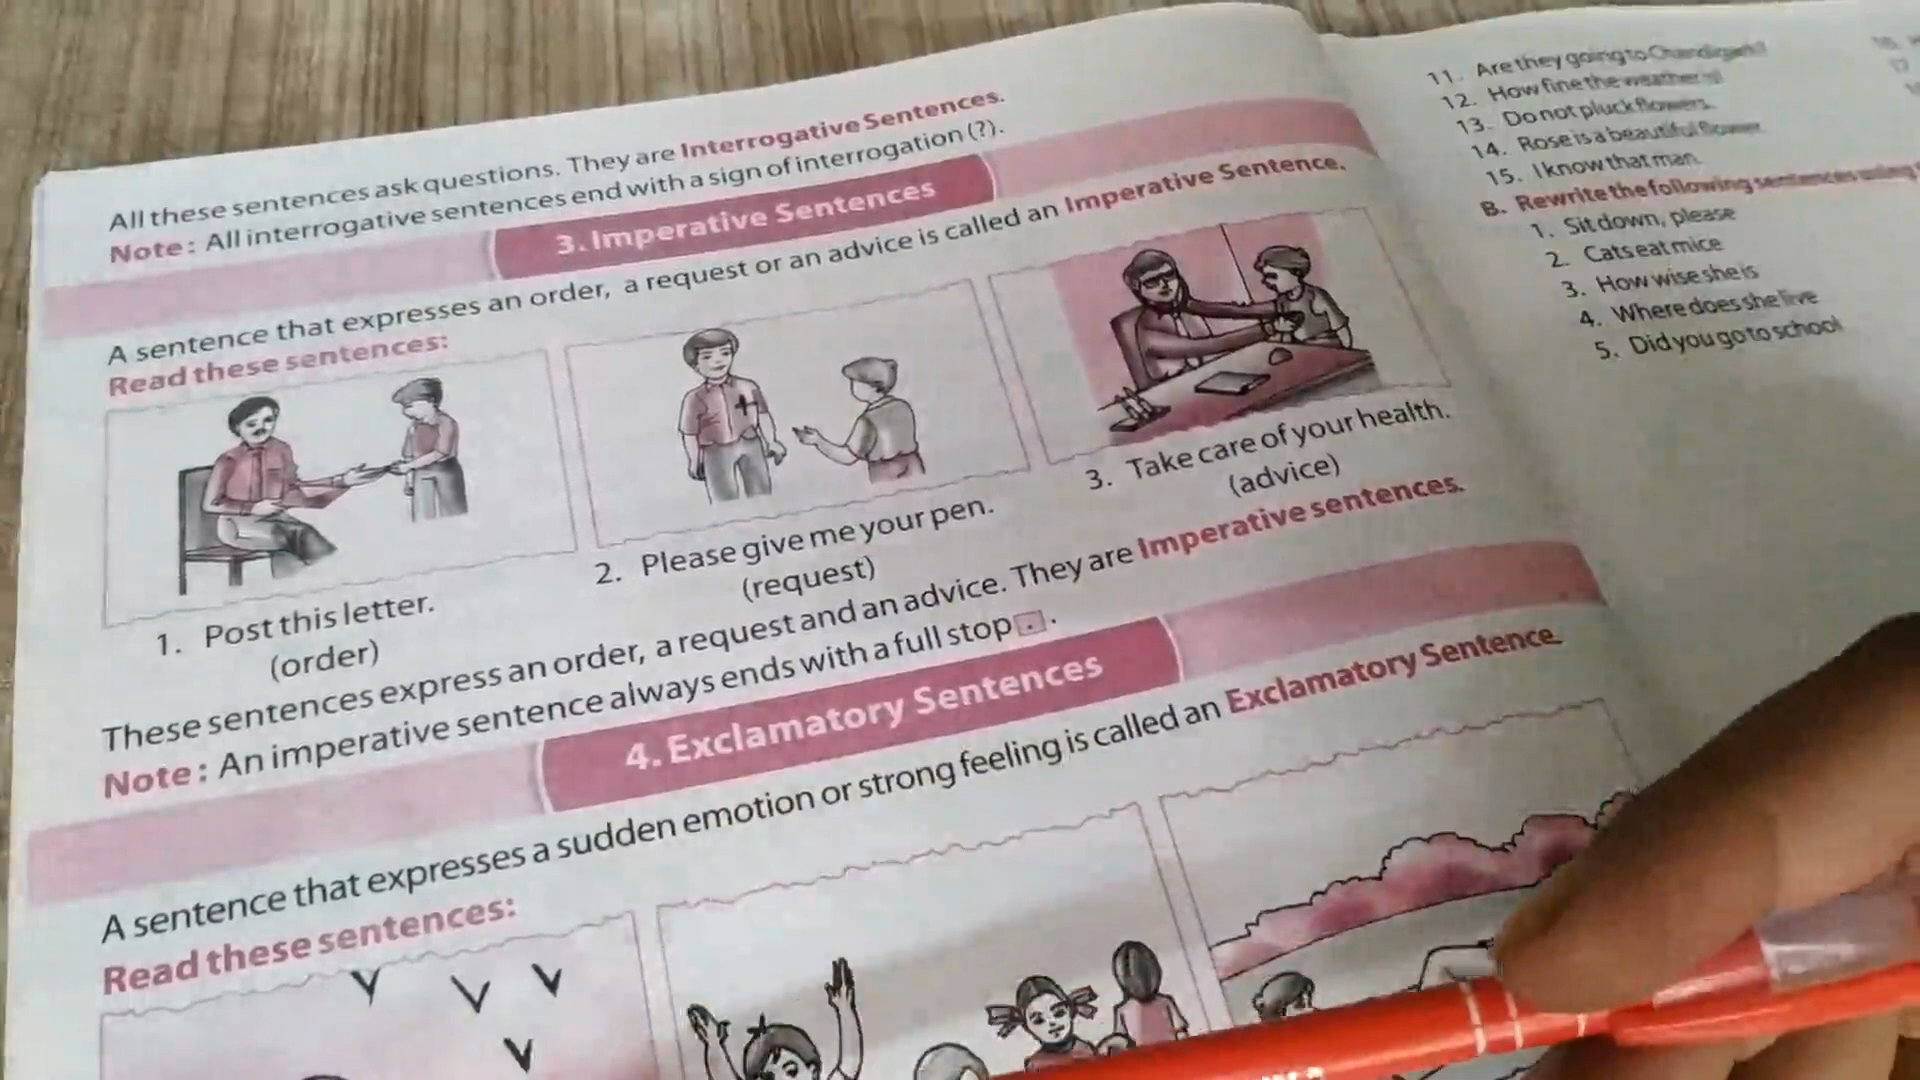 All these sentences ask questions. They are Interrogative Sentences.
Note: All interrogative sentences end with a sign of interrogation (?).
3. Imperative Sentences
A sentence that expresses an order, a request or an advice is called an Imperative Sentence.
Read these sentences:
1. Post this letter.
(order)
2. Please give me your pen.
(request)
3. Take care of your health.
(advice)
These sentences express an order, a request and an advice. They are Imperative sentences.
Note: An imperative sentence always ends with a full stop . .
4. Exclamatory Sentences
A sentence that expresses a sudden emotion or strong feeling is called an Exclamatory Sentence.
Read these sentences:
11. Are they going to Chandigarh?
12. How fine the weather is!
13. Do not pluck flowers.
14. Rose is a beautiful flower.
15. I know that man.
B. Rewrite the following sentences using
1. Sit down, please
2. Cats eat mice
3. How wise she is
4. Where does she live
5. Did you go to school